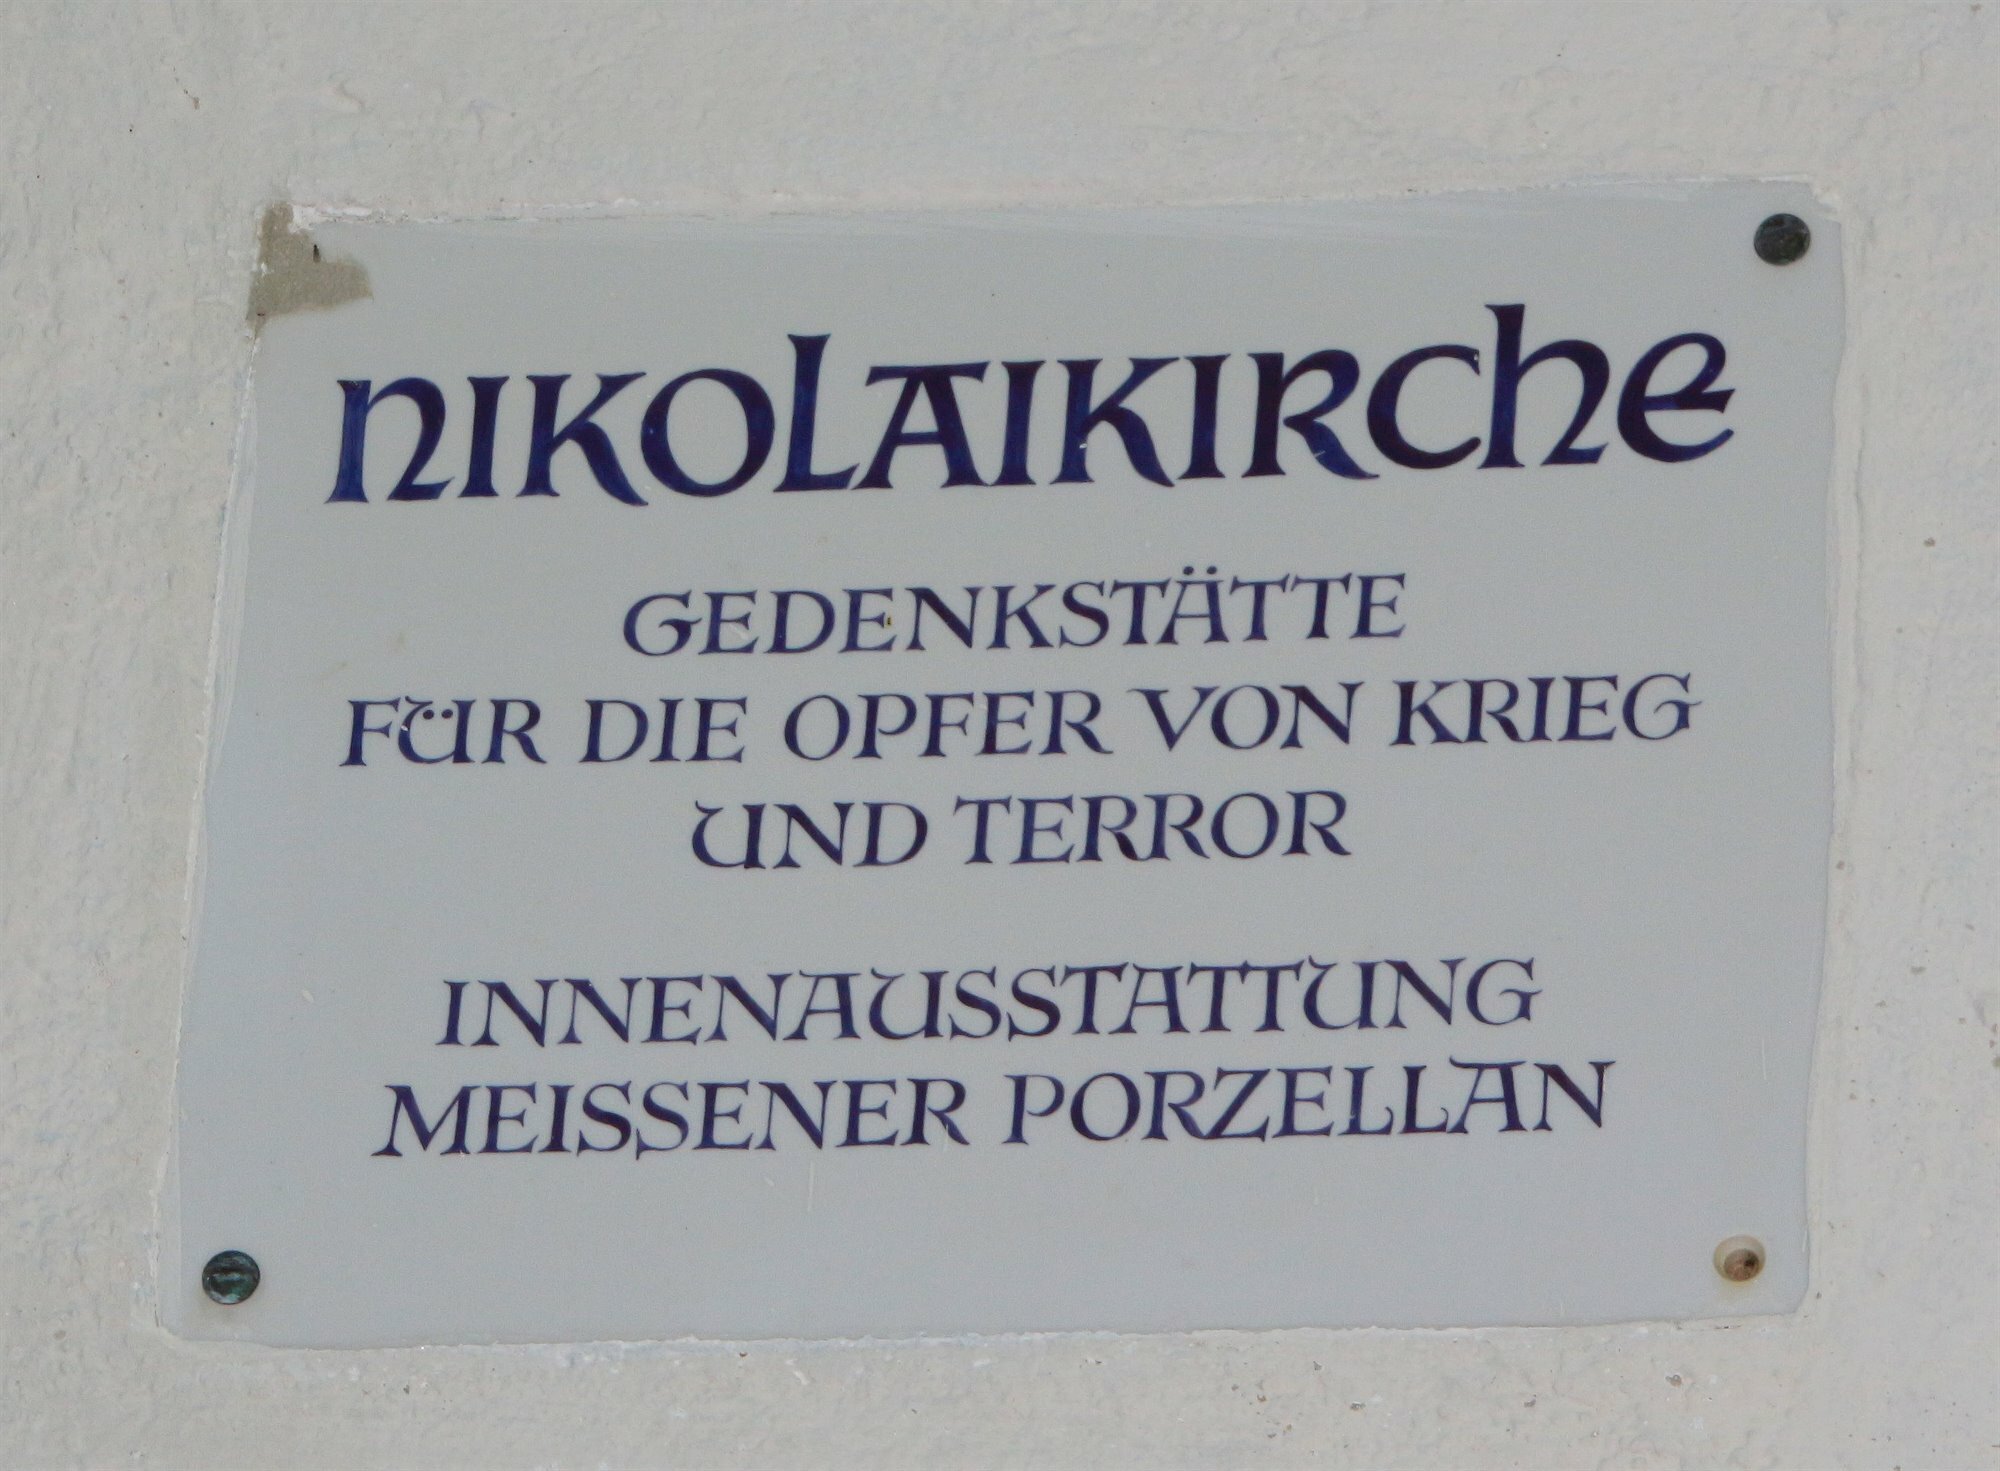 NIKOLAIKIRCHE
GEDENKSTÄTTE
FÜR DIE OPFER VON KRIEG
UND TERROR
INNENAUSSTATTUNG
MEISSENER PORZELLAN